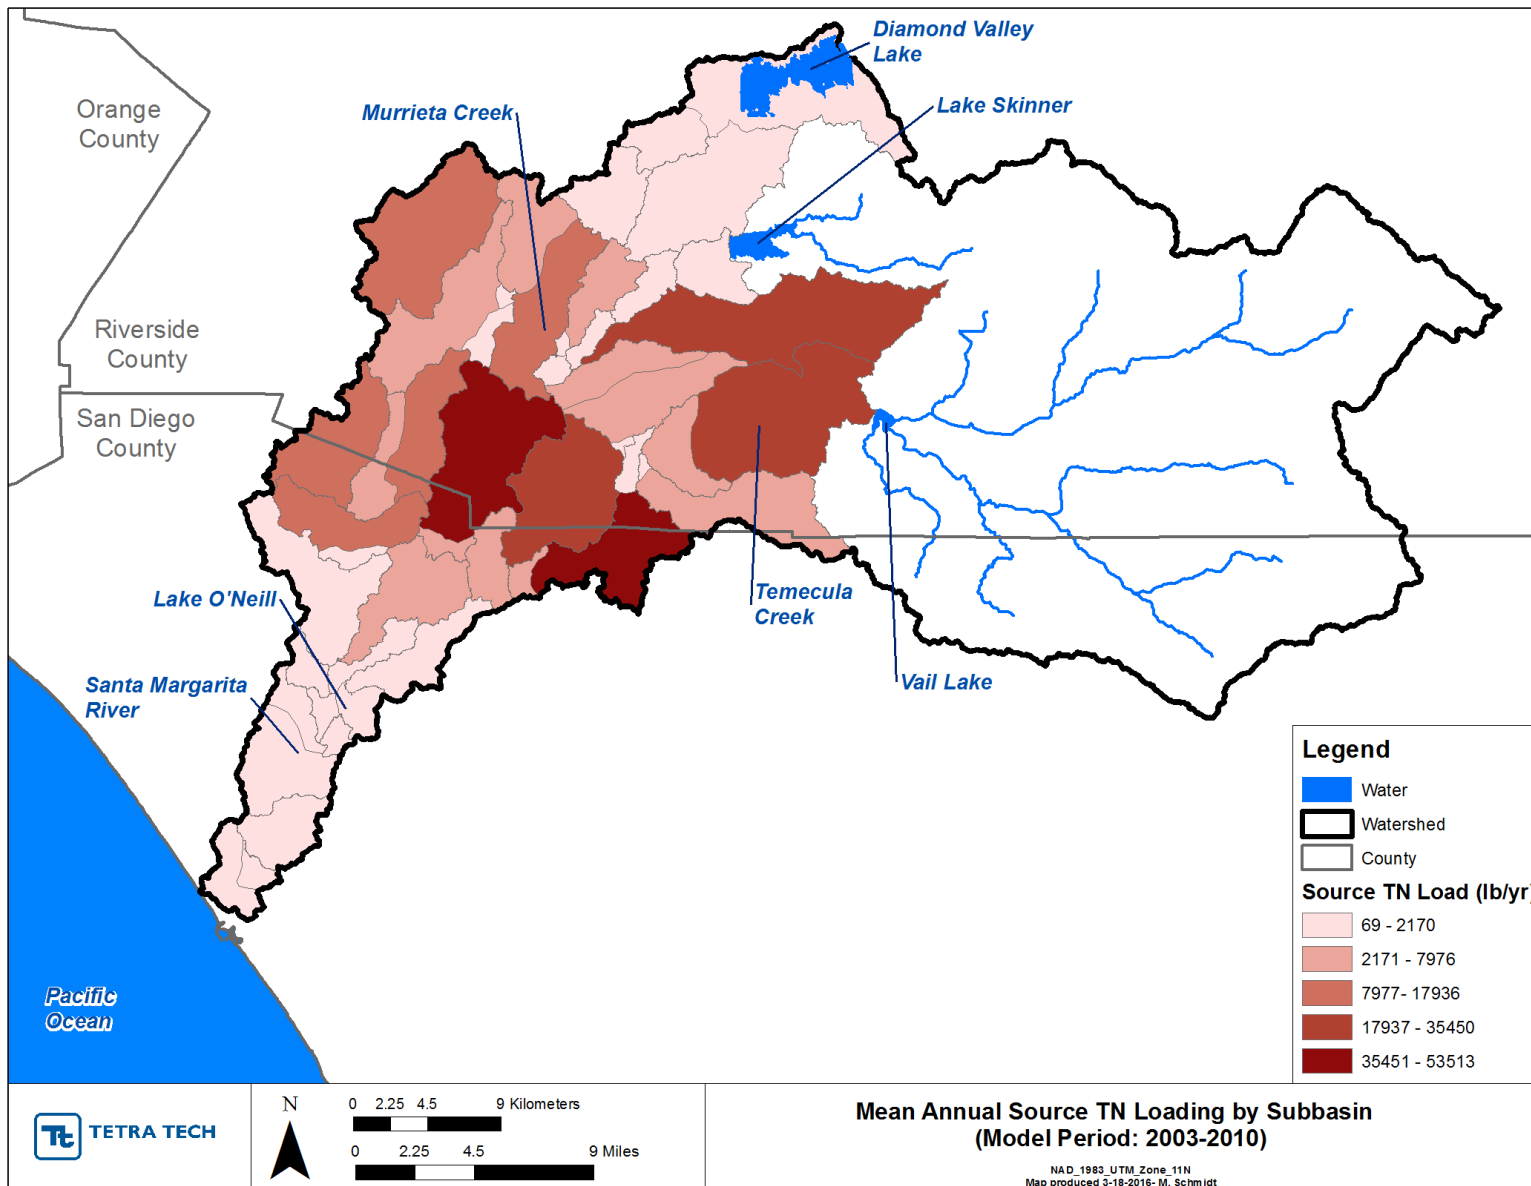 Diamond Valley
Lake
Orange
County
Murrieta Creek
Lake Skinner
Riverside
County
San Diego
County
Lake O'Neill
Temecula
Creek
Santa Margarita
River
Vail Lake
Pacific
Ocean
Legend
Water
Watershed
County
Source TN Load (lb/yr)
69 - 2170
2171 - 7976
7977- 17936
17937 - 35450
35451 - 53513
Tt TETRA TECH
N
0 2.25 4.5 9 Kilometers
0 2.25 4.5 9 Miles
Mean Annual Source TN Loading by Subbasin
(Model Period: 2003-2010)
NAD_1983_UTM_Zone_11N
Map produced 3-18-2016- M. Schmidt